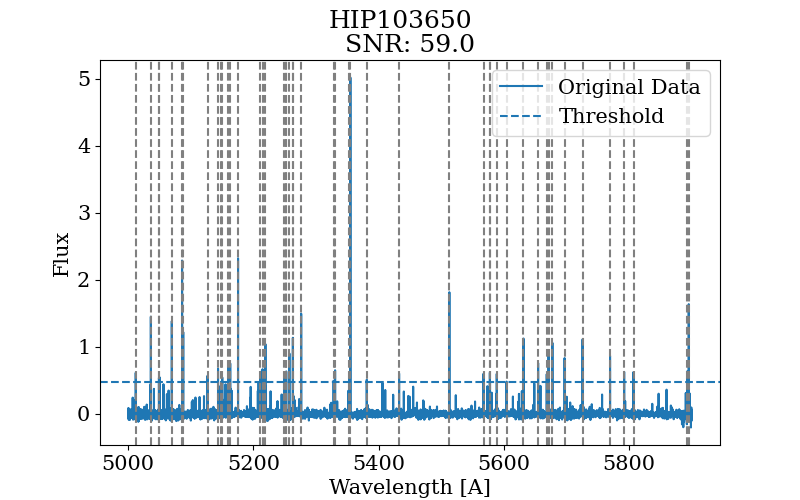 HIP103650
SNR: 59.0
Original Data
Threshold
5
4
3
2
1
0
Flux
5000 5200 5400 5600 5800
Wavelength [A]